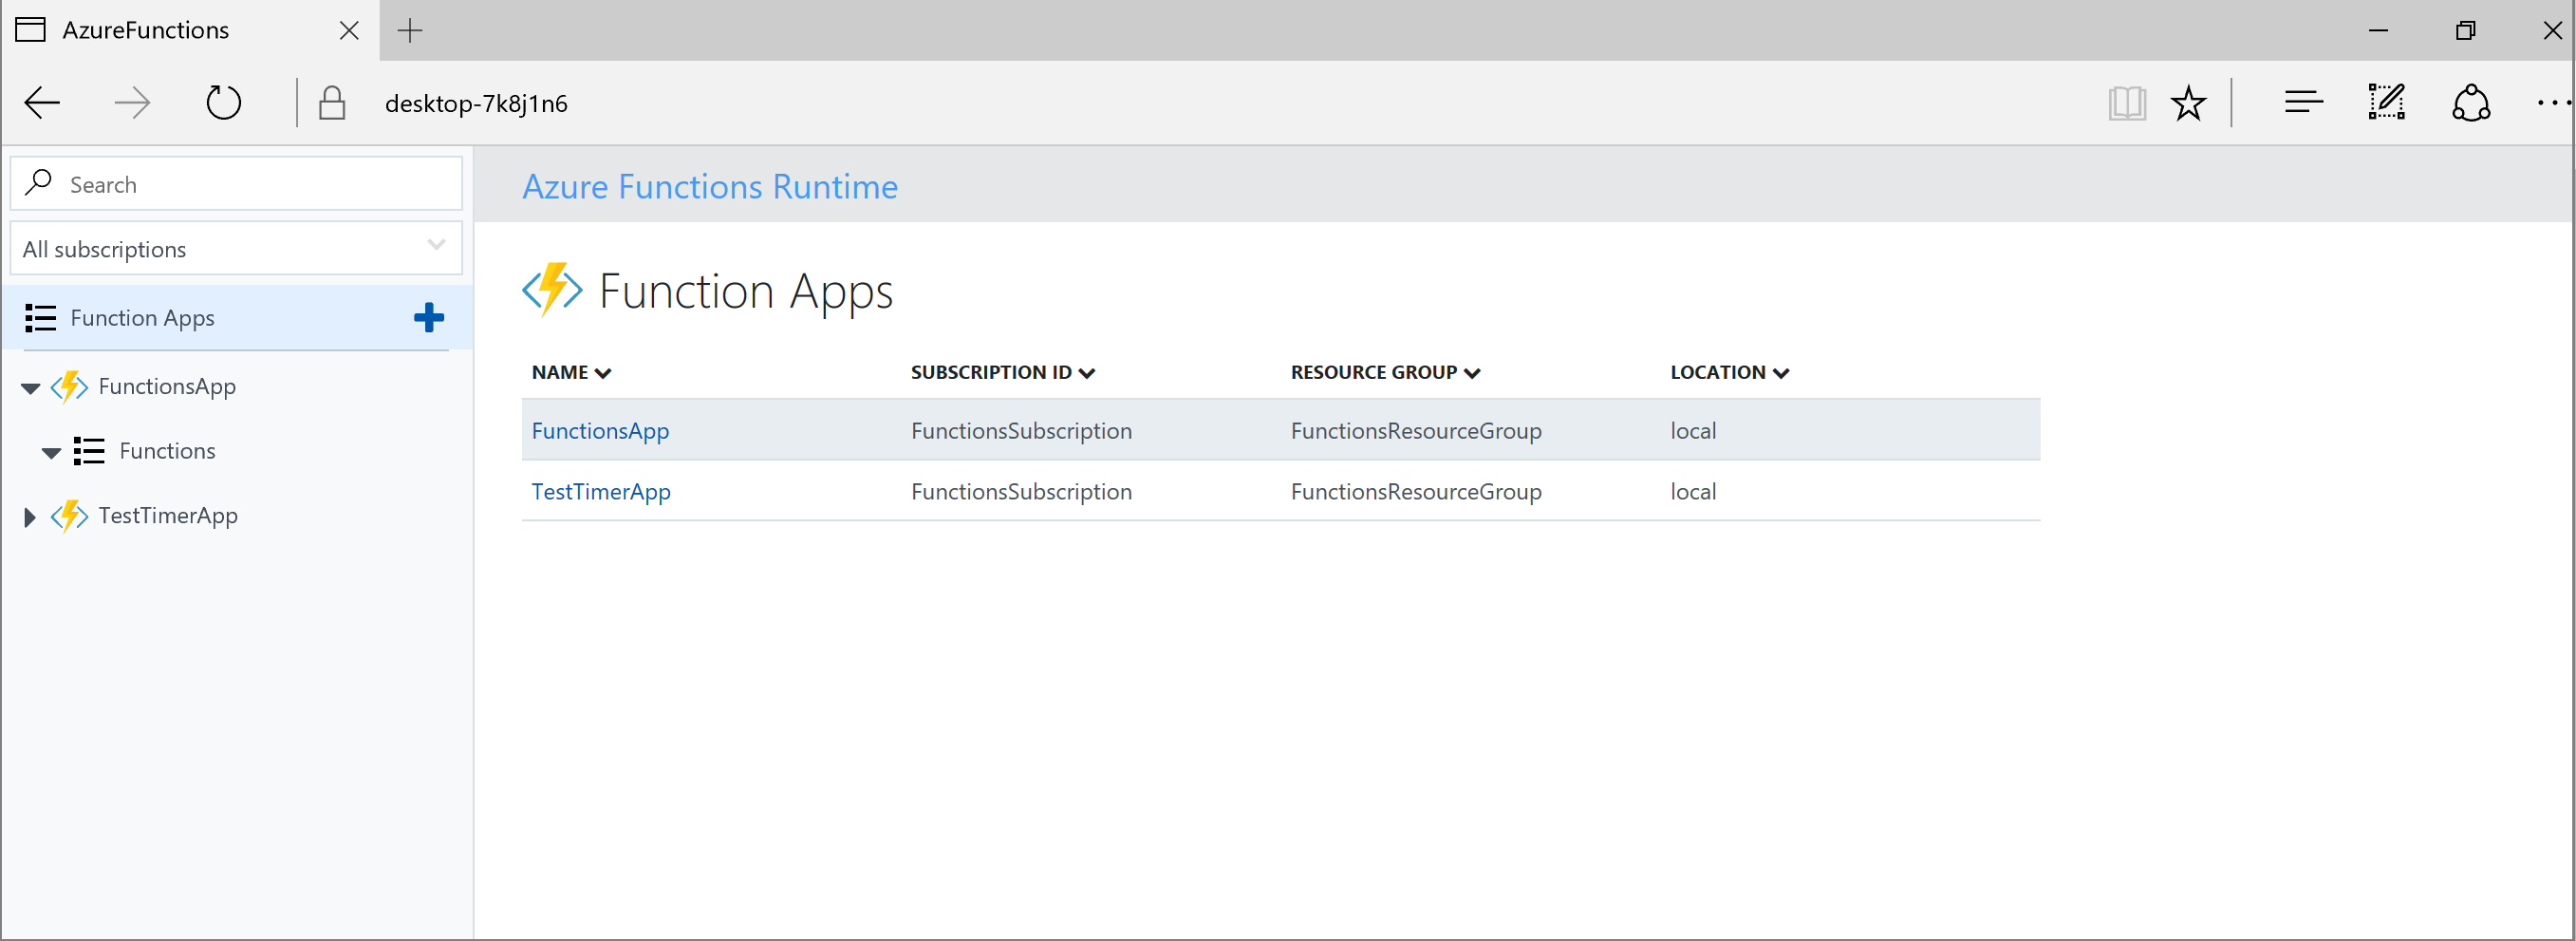 AzureFunctions
desktop-7k8j1n6
Search
All subscriptions
Function Apps
FunctionsApp
Functions
TestTimerApp
Azure Functions Runtime
Function Apps
NAME SUBSCRIPTION ID RESOURCE GROUP LOCATION
FunctionsApp FunctionsSubscription FunctionsResourceGroup local
TestTimerApp FunctionsSubscription FunctionsResourceGroup local